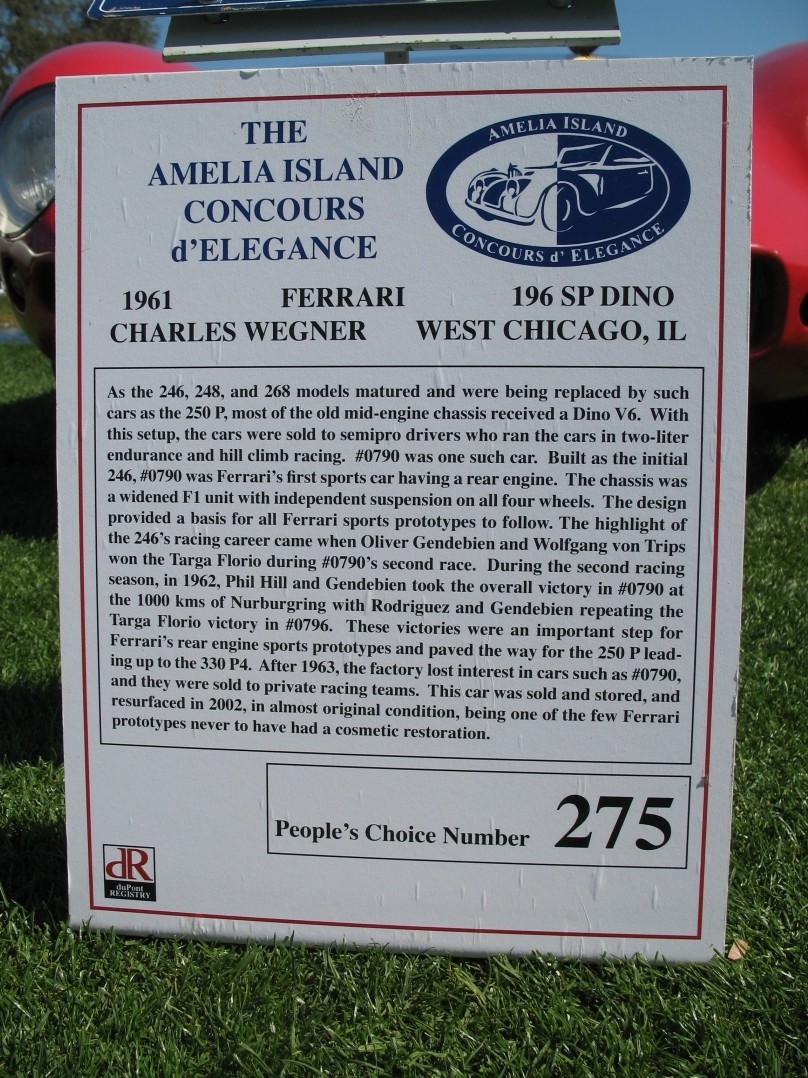 THE
AMELIA ISLAND
CONCOURS
d'ELEGANCE
AMELIA ISLAND
CONCOURS d' ELEGANCE
1961 FERRARI 196 SP DINO
CHARLES WEGNER WEST CHICAGO, IL
As the 246, 248, and 268 models matured and were being replaced by such
cars as the 250 P, most of the old mid-engine chassis received a Dino V6. With
this setup, the cars were sold to semipro drivers who ran the cars in two-liter
endurance and hill climb racing. #0790 was one such car. Built as the initial
246, #0790 was Ferrari's first sports car having a rear engine. The chassis was
a widened F1 unit with independent suspension on all four wheels. The design
provided a basis for all Ferrari sports prototypes to follow. The highlight of
the 246's racing career came when Oliver Gendebien and Wolfgang von Trips
won the Targa Florio during #0790's second race. During the second racing
season, in 1962, Phil Hill and Gendebien took the overall victory in #0790 at
the 1000 kms of Nurburgring with Rodriguez and Gendebien repeating the
Targa Florio victory in #0796. These victories were an important step for
Ferrari's rear engine sports prototypes and paved the way for the 250 P lead-
ing up to the 330 P4. After 1963, the factory lost interest in cars such as #0790,
and they were sold to private racing teams. This car was sold and stored, and
resurfaced in 2002, in almost original condition, being one of the few Ferrari
prototypes never to have had a cosmetic restoration.
People's Choice Number 275
dR
duPont
REGISTRY